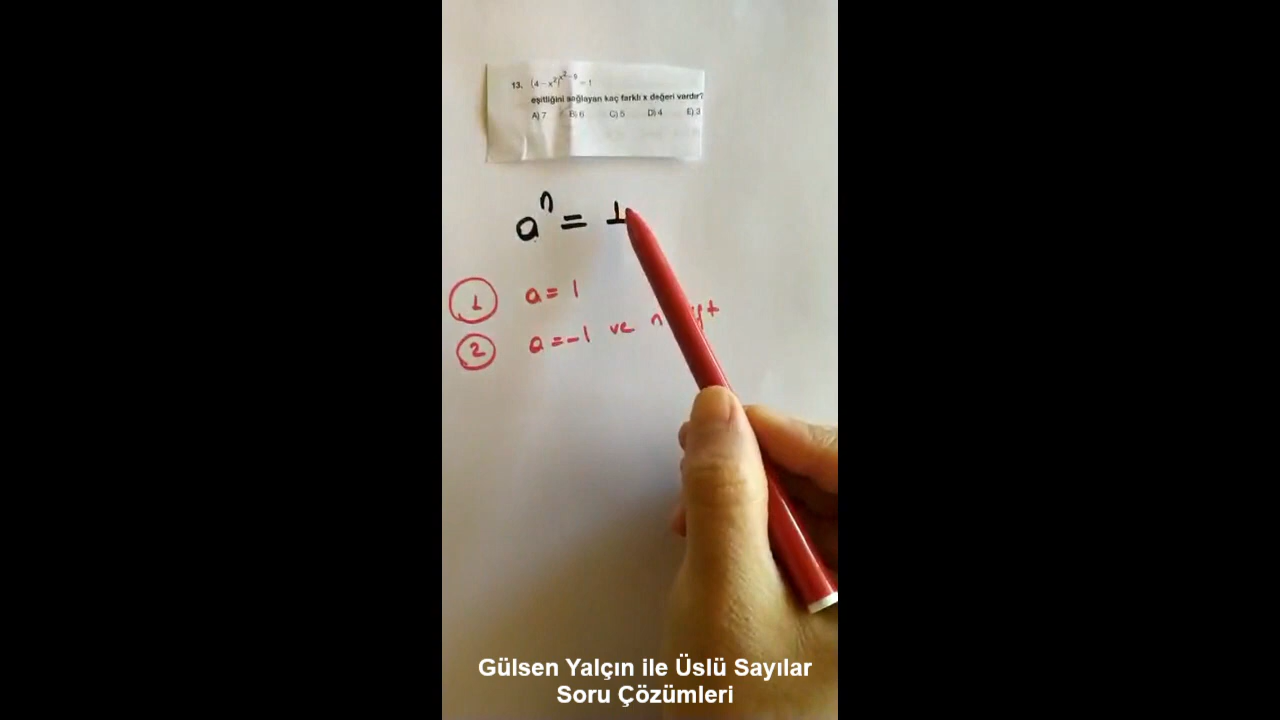 13. (4-x²)^x²-9 = 1
eşitliğini sağlayan kaç farklı x değeri vardır?
A) 7 B) 6 C) 5 D) 4 E) 3
aⁿ = 1
1 a = 1
2 a = -1 ve n
Gülsen Yalçın ile Üslü Sayılar
Soru Çözümleri